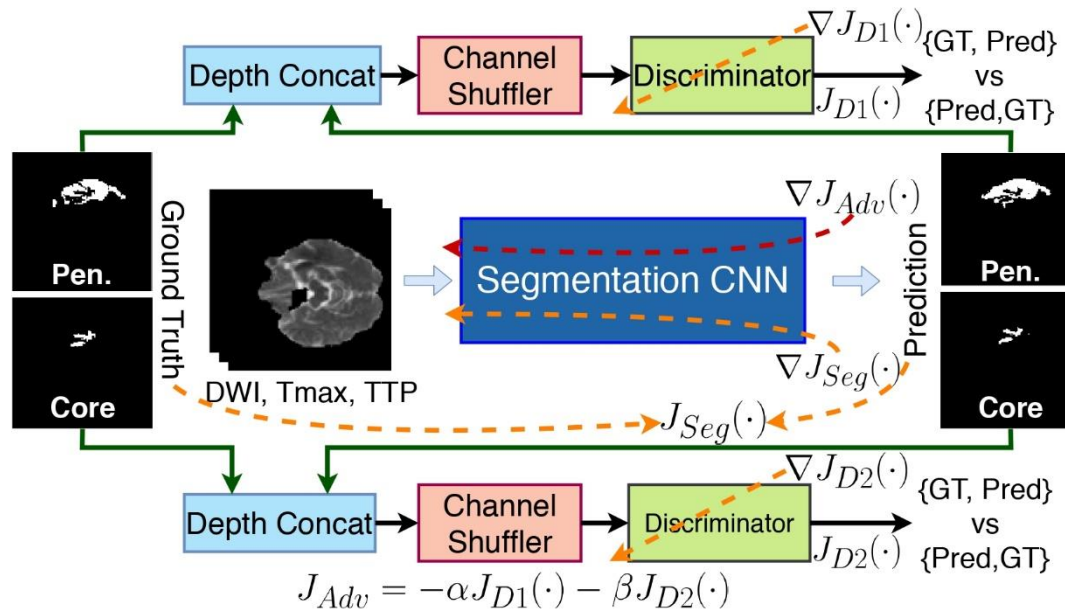 ∇J_{D1}(·)
{GT, Pred}
vs
{Pred,GT}
Depth Concat
Channel
Shuffler
Discriminator
J_{D1}(·)
Pen.
Core
Ground Truth
DWI, Tmax, TTP
∇J_{Adv}(·)
Segmentation CNN
∇J_{Seg}(·)
J_{Seg}(·)
Prediction
Pen.
Core
∇J_{D2}(·)
Depth Concat
Channel
Shuffler
Discriminator
J_{D2}(·)
{GT, Pred}
vs
{Pred,GT}
J_{Adv} = −αJ_{D1}(·) − βJ_{D2}(·)